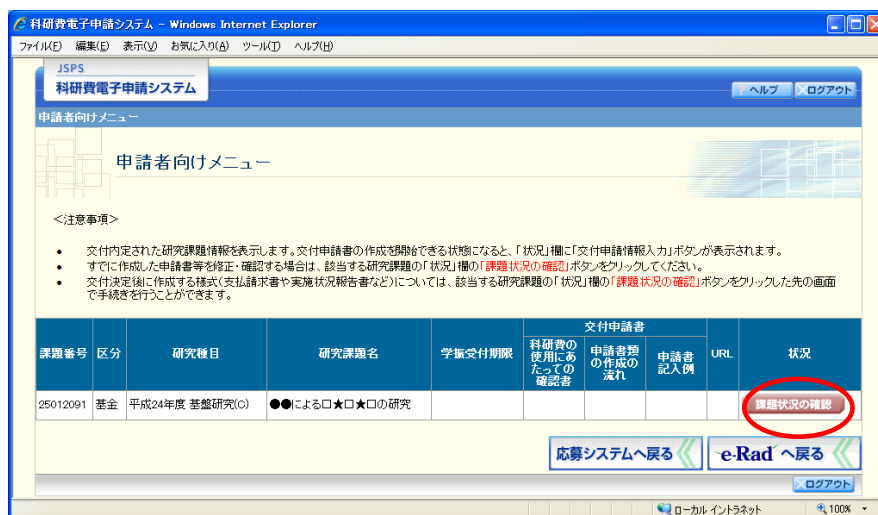 科研費電子申請システム - Windows Internet Explorer
ファイル(F) 編集(E) 表示(V) お気に入り(A) ツール(T) ヘルプ(H)
JSPS
科研費電子申請システム
? ヘルプ ×ログアウト
申請者向けメニュー
申請者向けメニュー
＜注意事項＞
• 交付内定された研究課題情報を表示します。交付申請書の作成を開始できる状態になると、「状況」欄に「交付申請情報入力」ボタンが表示されます。
• すでに作成した申請書等を修正・確認する場合は、該当する研究課題の「状況」欄の「課題状況の確認」ボタンをクリックしてください。
• 交付決定後に作成する様式(支払請求書や実施状況報告書など)については、該当する研究課題の「状況」欄の「課題状況の確認」ボタンをクリックした先の画面
で手続きを行うことができます。
課題番号 区分 研究種目 研究課題名 学振受付期限 交付申請書 URL 状況
科研費の
使用にあ
たっての
確認書
申請書類
の作成の
流れ
申請書
記入例
25012091 基金 平成24年度 基盤研究(C) ●●による□★□★□の研究 課題状況の確認
応募システムへ戻る e-Rad へ戻る
×ログアウト
ローカル イントラネット 100%